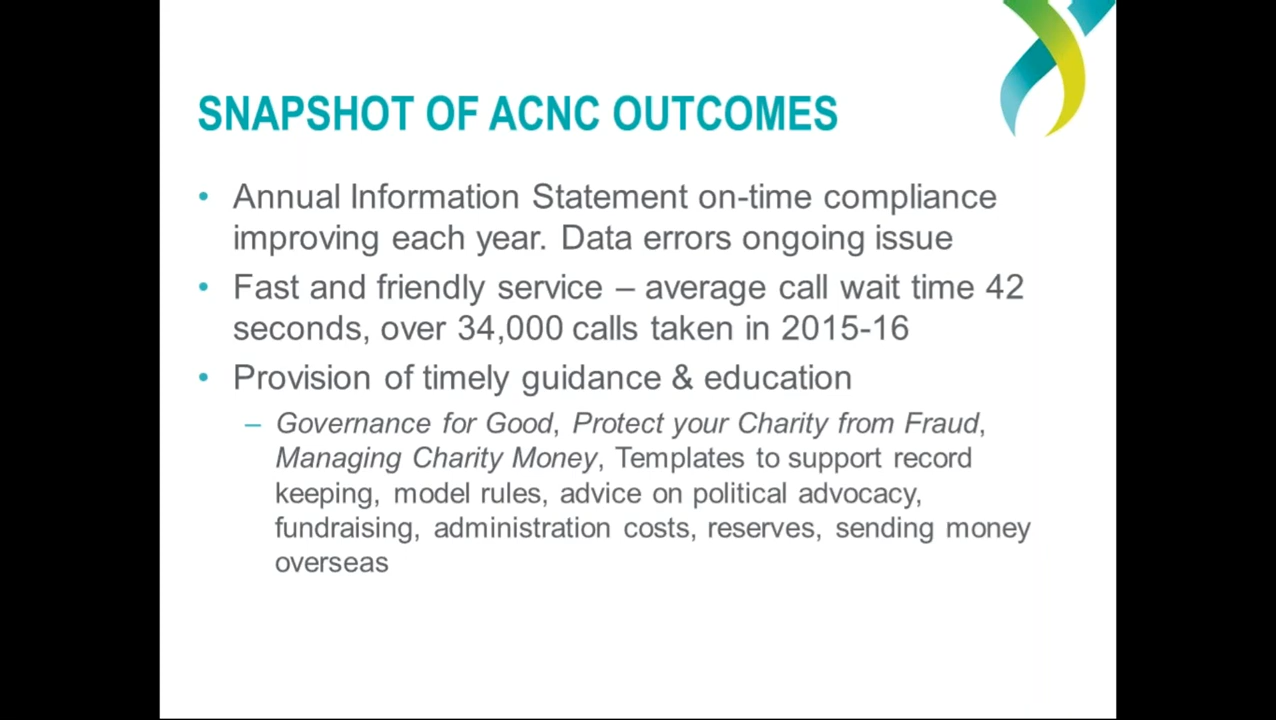 SNAPSHOT OF ACNC OUTCOMES
• Annual Information Statement on-time compliance
improving each year. Data errors ongoing issue
• Fast and friendly service – average call wait time 42
seconds, over 34,000 calls taken in 2015-16
• Provision of timely guidance & education
– Governance for Good, Protect your Charity from Fraud,
Managing Charity Money, Templates to support record
keeping, model rules, advice on political advocacy,
fundraising, administration costs, reserves, sending money
overseas